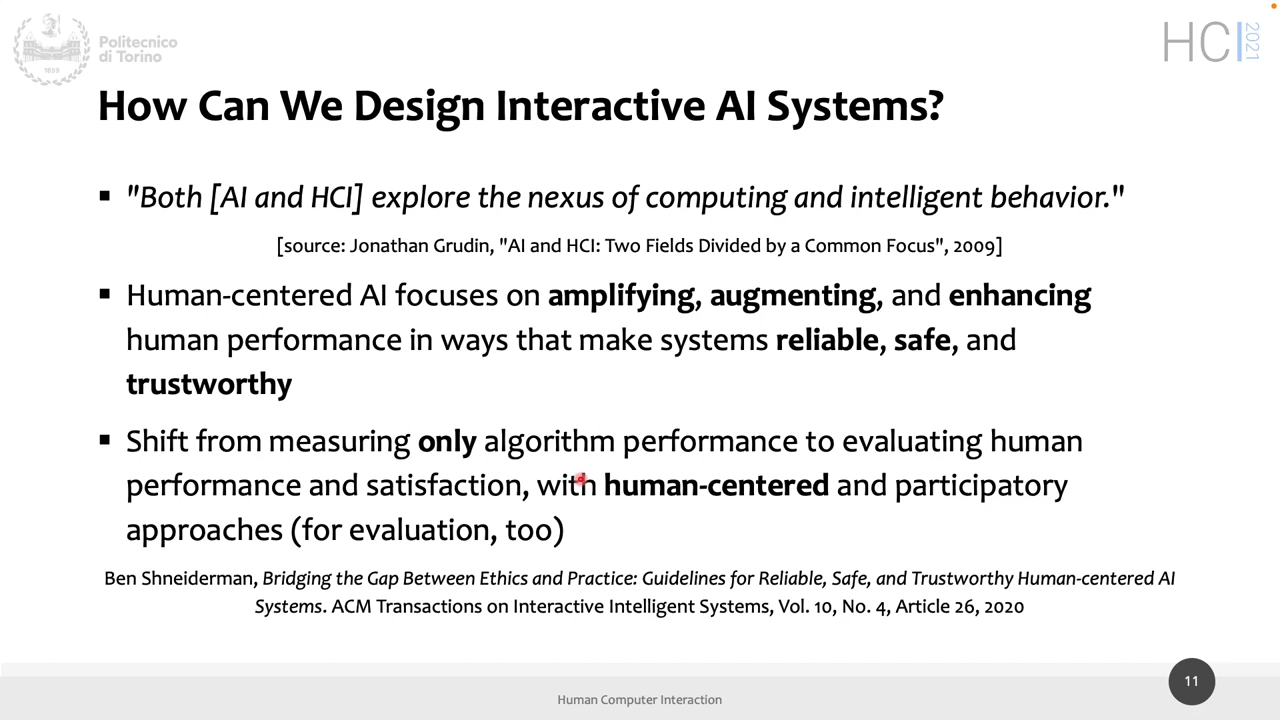 Politecnico
di Torino
1859
HCI 2021
How Can We Design Interactive AI Systems?
▪ "Both [AI and HCI] explore the nexus of computing and intelligent behavior."
[source: Jonathan Grudin, "AI and HCI: Two Fields Divided by a Common Focus", 2009]
▪ Human-centered AI focuses on amplifying, augmenting, and enhancing
human performance in ways that make systems reliable, safe, and
trustworthy
▪ Shift from measuring only algorithm performance to evaluating human
performance and satisfaction, with human-centered and participatory
approaches (for evaluation, too)
Ben Shneiderman, Bridging the Gap Between Ethics and Practice: Guidelines for Reliable, Safe, and Trustworthy Human-centered AI
Systems. ACM Transactions on Interactive Intelligent Systems, Vol. 10, No. 4, Article 26, 2020
Human Computer Interaction
11